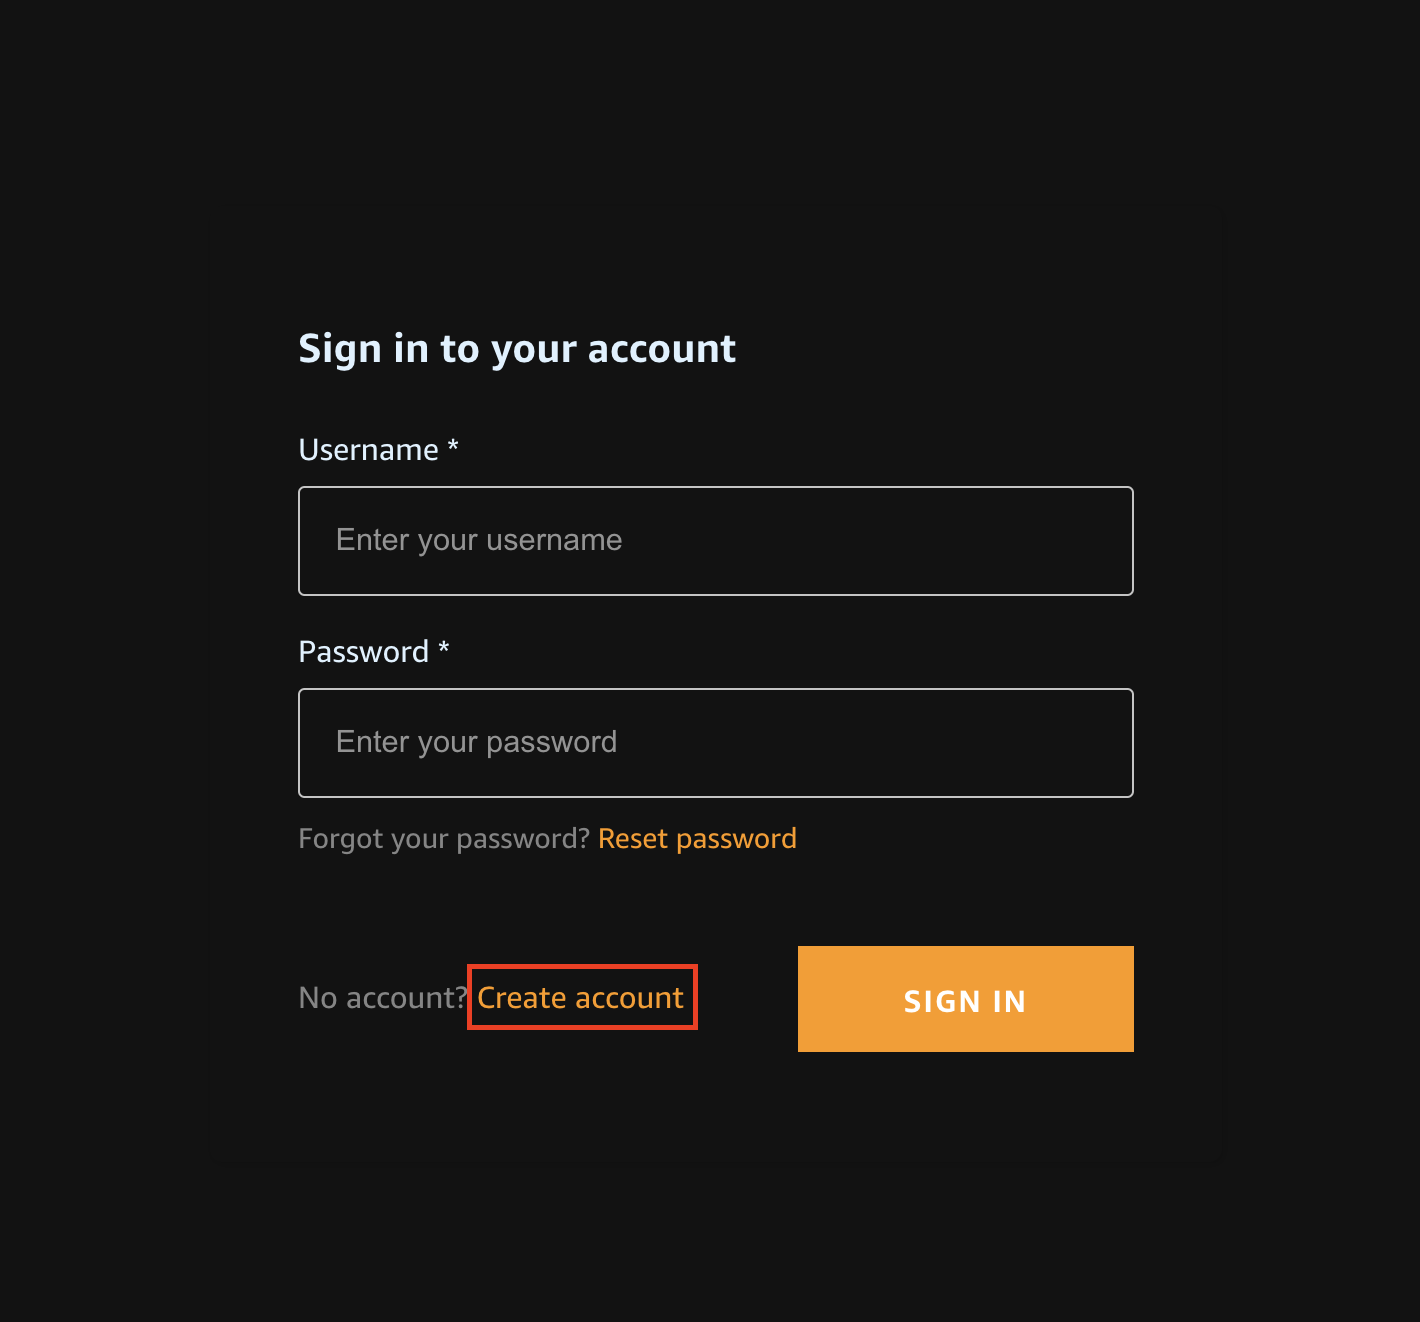 Sign in to your account
Username *
Enter your username
Password *
Enter your password
Forgot your password? Reset password
No account? Create account
SIGN IN